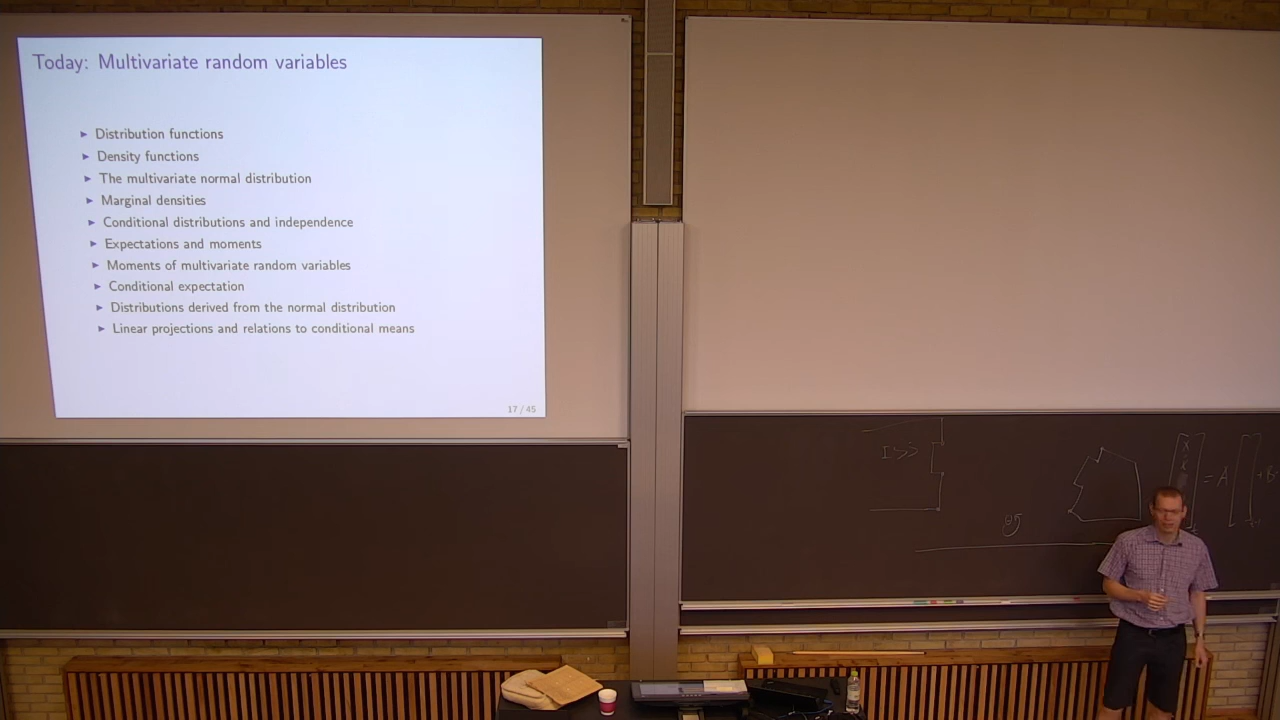 Today: Multivariate random variables
▶ Distribution functions
▶ Density functions
▶ The multivariate normal distribution
▶ Marginal densities
▶ Conditional distributions and independence
▶ Expectations and moments
▶ Moments of multivariate random variables
▶ Conditional expectation
▶ Distributions derived from the normal distribution
▶ Linear projections and relations to conditional means
17 / 45
= A